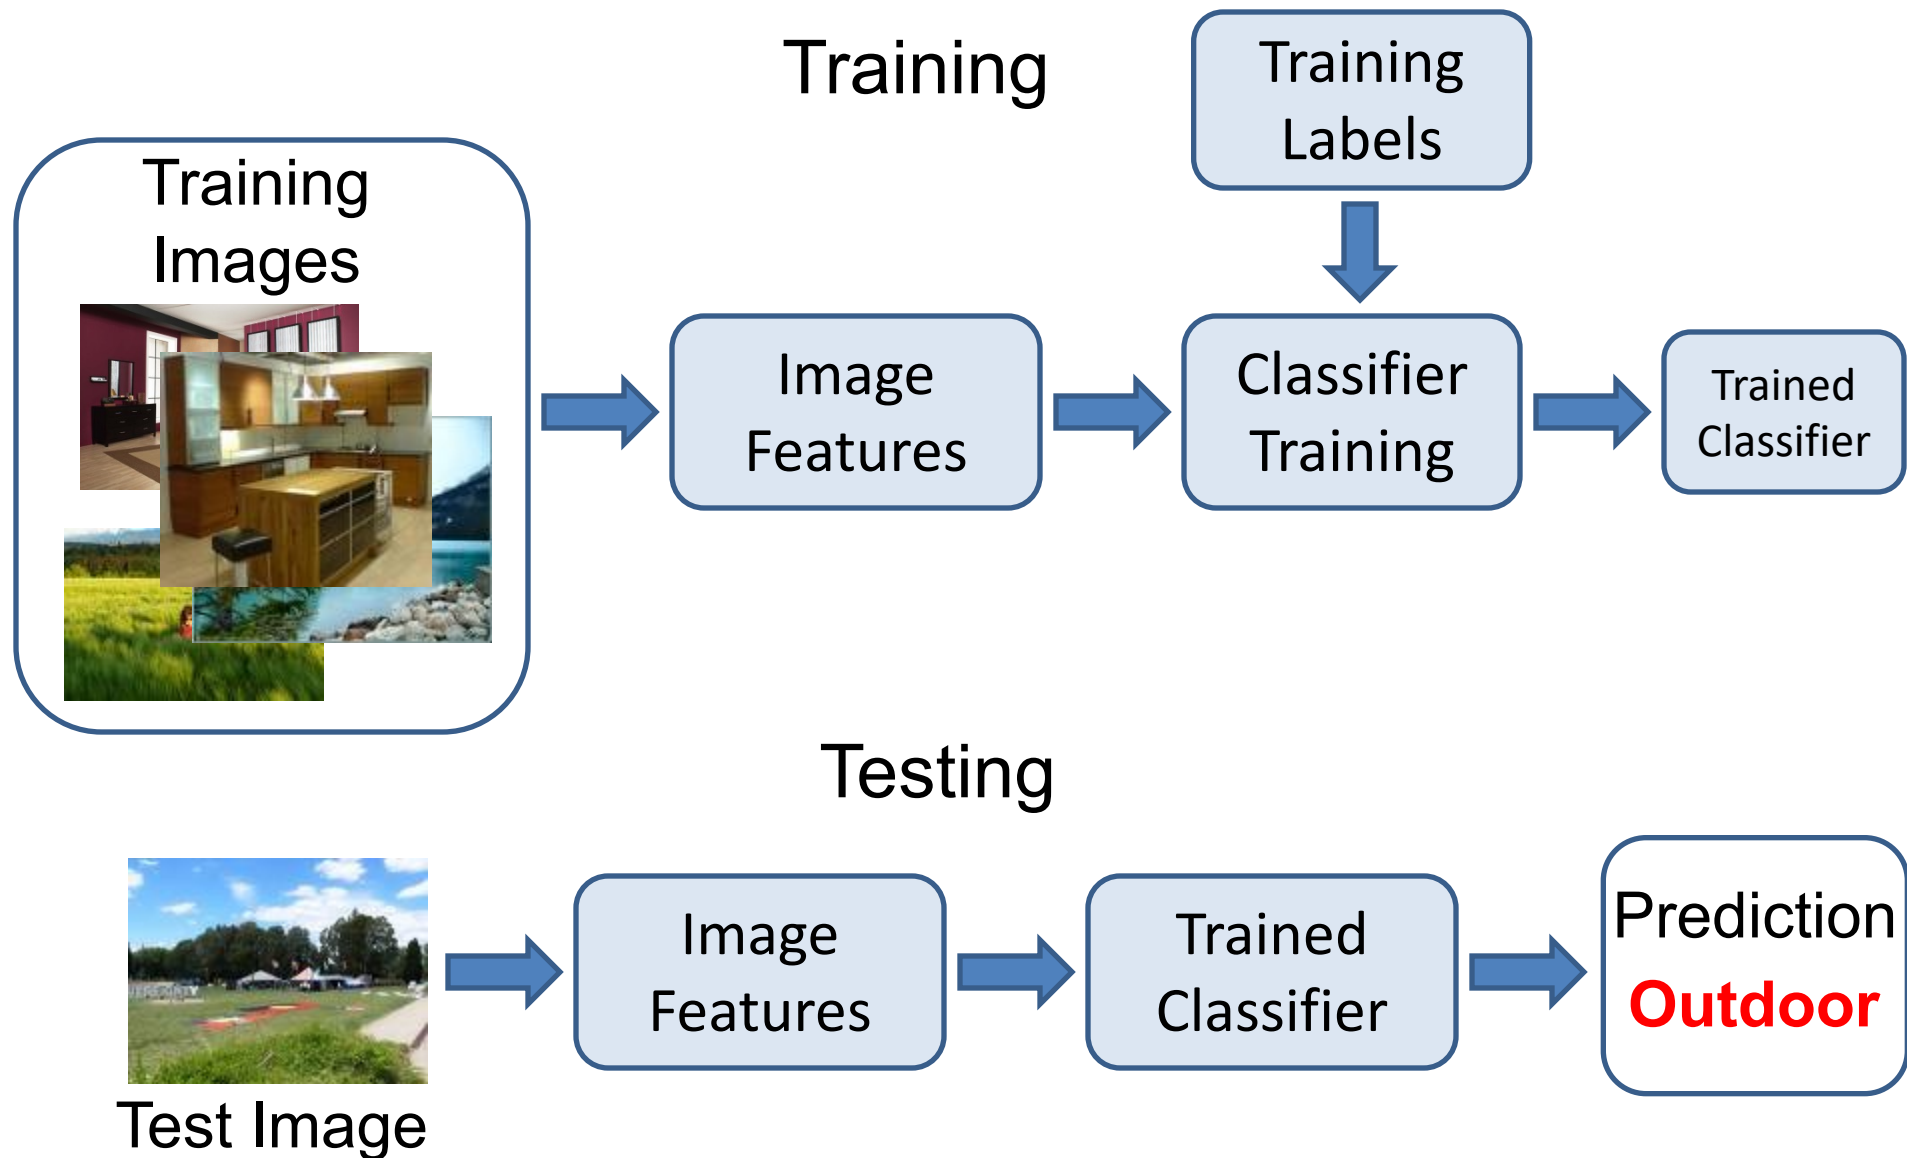 Training
Training
Labels
Training
Images
Image
Features
Classifier
Training
Trained
Classifier
Testing
Image
Features
Trained
Classifier
Prediction
Outdoor
Test Image